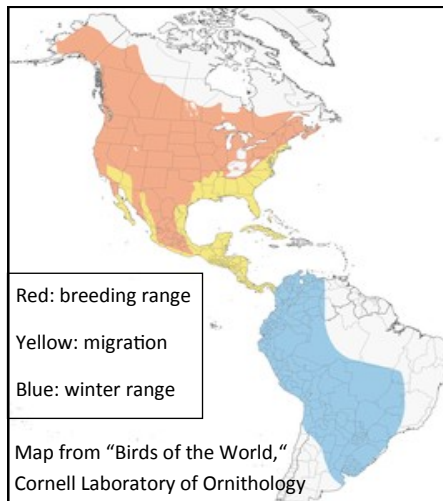 Red: breeding range
Yellow: migration
Blue: winter range
Map from “Birds of the World,“
Cornell Laboratory of Ornithology